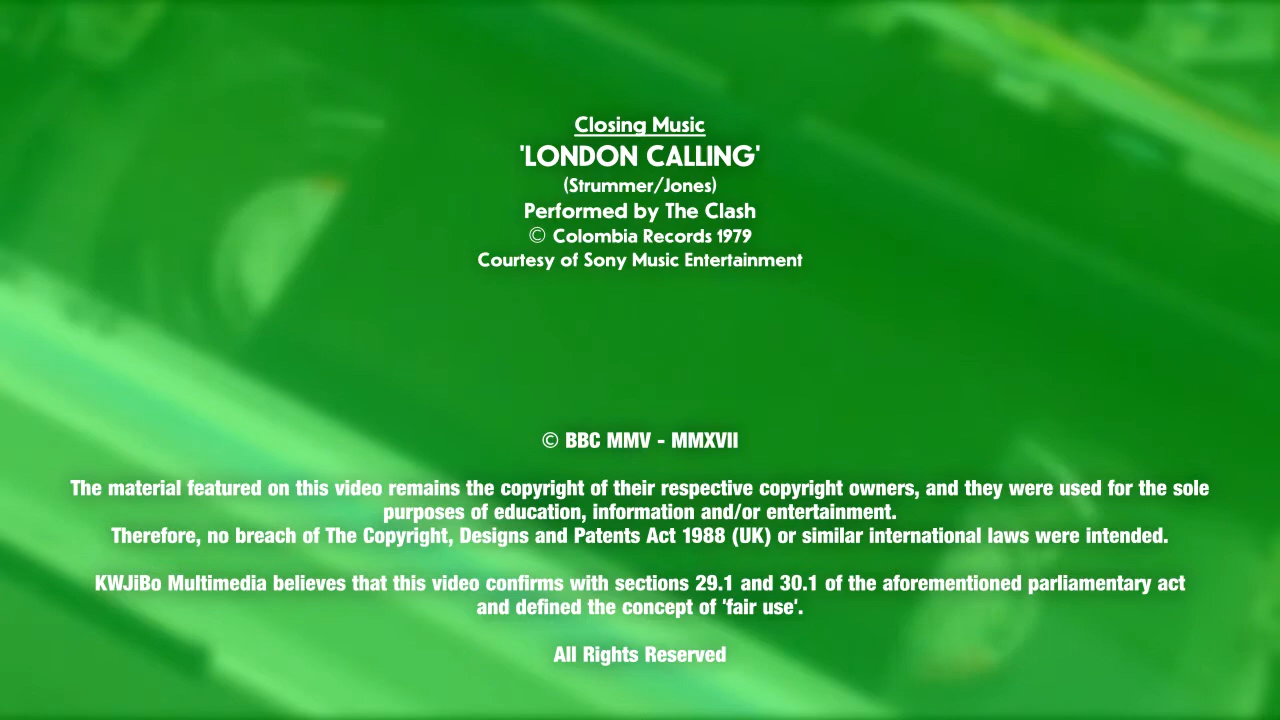 Closing Music
'LONDON CALLING'
(Strummer/Jones)
Performed by The Clash
© Colombia Records 1979
Courtesy of Sony Music Entertainment
© BBC MMV - MMXVII
The material featured on this video remains the copyright of their respective copyright owners, and they were used for the sole
purposes of education, information and/or entertainment.
Therefore, no breach of The Copyright, Designs and Patents Act 1988 (UK) or similar international laws were intended.
KWJiBo Multimedia believes that this video confirms with sections 29.1 and 30.1 of the aforementioned parliamentary act
and defined the concept of 'fair use'.
All Rights Reserved